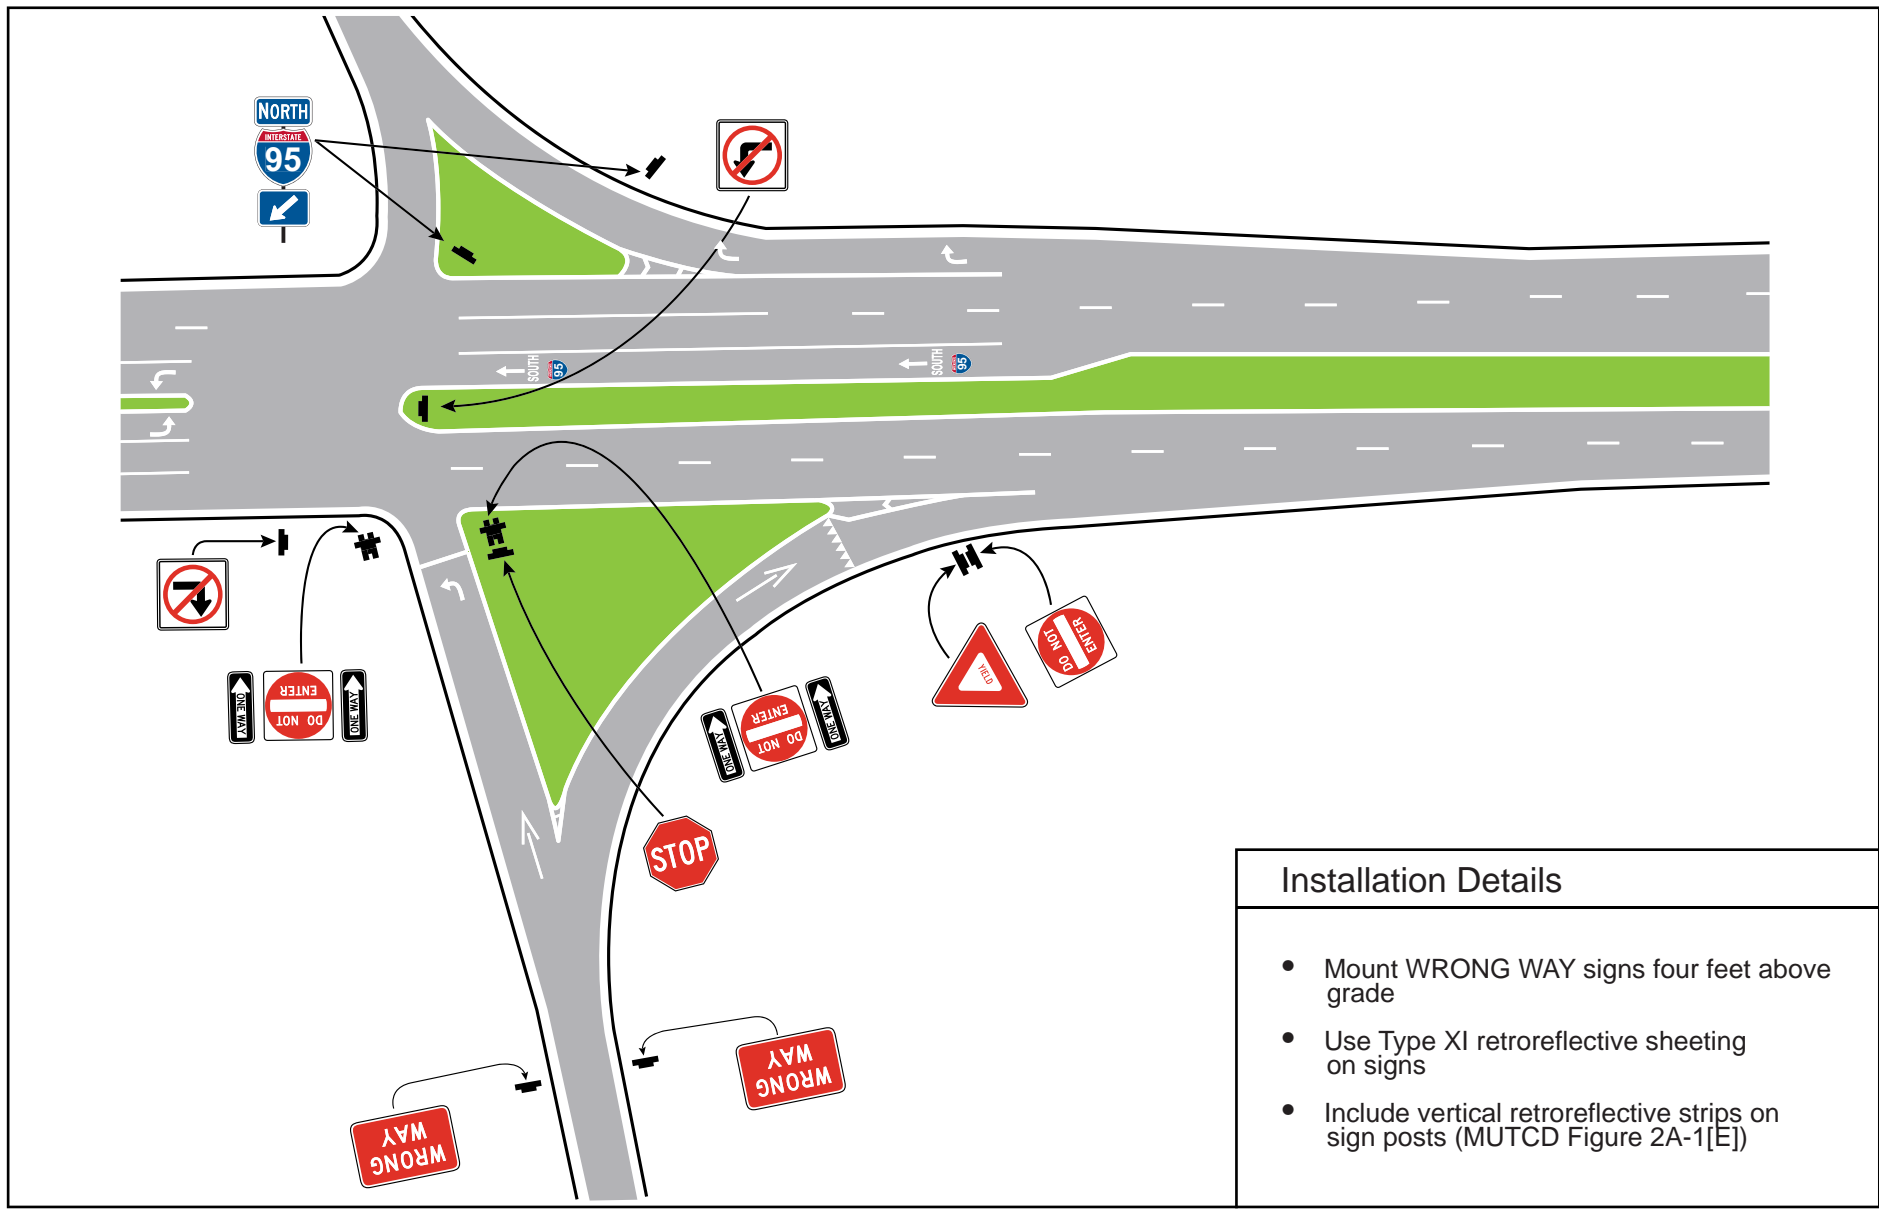 NORTH
INTERSTATE
95
SOUTH
95
SOUTH
95
ONE WAY
DO NOT
ENTER
ONE WAY
ONE WAY
DO NOT
ENTER
ONE WAY
YIELD
DO NOT
ENTER
STOP
WRONG
WAY
WRONG
WAY
Installation Details
• Mount WRONG WAY signs four feet above
grade
• Use Type XI retroreflective sheeting
on signs
• Include vertical retroreflective strips on
sign posts (MUTCD Figure 2A-1[E])